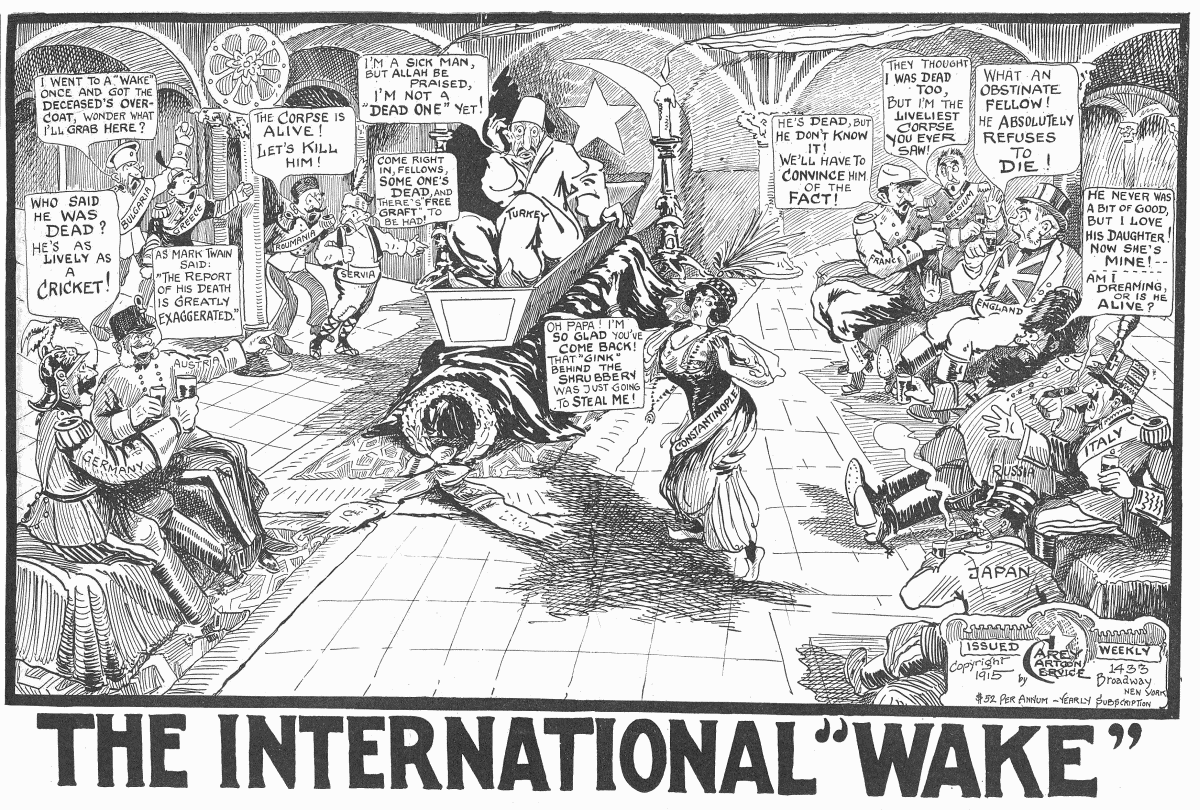 I WENT TO A "WAKE"
ONCE AND GOT THE
DECEASED'S OVER-
COAT, WONDER WHAT
I'LL GRAB HERE?
THE CORPSE IS
ALIVE!
LET'S KILL
HIM!
I'M A SICK MAN,
BUT ALLAH BE
PRAISED,
I'M NOT A
"DEAD ONE" YET!
COME RIGHT
IN, FELLOWS,
SOME ONE'S
DEAD, AND
THERE'S 'FREE
GRAFT' TO
BE HAD!
HE'S DEAD, BUT
HE DON'T KNOW
IT!
WE'LL HAVE TO
CONVINCE HIM
OF THE
FACT!
THEY THOUGHT
I WAS DEAD
TOO,
BUT I'M THE
LIVELIEST
CORPSE
YOU EVER
SAW!
WHAT AN
OBSTINATE
FELLOW!
HE ABSOLUTELY
REFUSES
TO
DIE!
HE NEVER WAS
A BIT OF GOOD,
BUT I LOVE
HIS DAUGHTER!
NOW SHE'S
MINE!--
--- AM I
DREAMING,
OR IS HE
ALIVE?
WHO SAID
HE WAS
DEAD?
HE'S AS
LIVELY AS
A
CRICKET!
AS MARK TWAIN
SAID:
"THE REPORT
OF HIS DEATH
IS GREATLY
EXAGGERATED."
OH PAPA! I'M
SO GLAD YOU'VE
COME BACK!
THAT "GINK"
BEHIND THE
SHRUBBERY
WAS JUST GOING
TO STEAL ME!
BULGARIA
GREECE
ROUMANIA
SERVIA
TURKEY
FRANCE
BELGIUM
ENGLAND
AUSTRIA
GERMANY
CONSTANTINOPLE
RUSSIA
ITALY
JAPAN
ISSUED
WEEKLY
Copyright
1915
by
CAREY
CARTOON
SERVICE
1433
Broadway
NEW YORK
$52 PER ANNUM - YEARLY SUBSCRIPTION
THE INTERNATIONAL "WAKE"